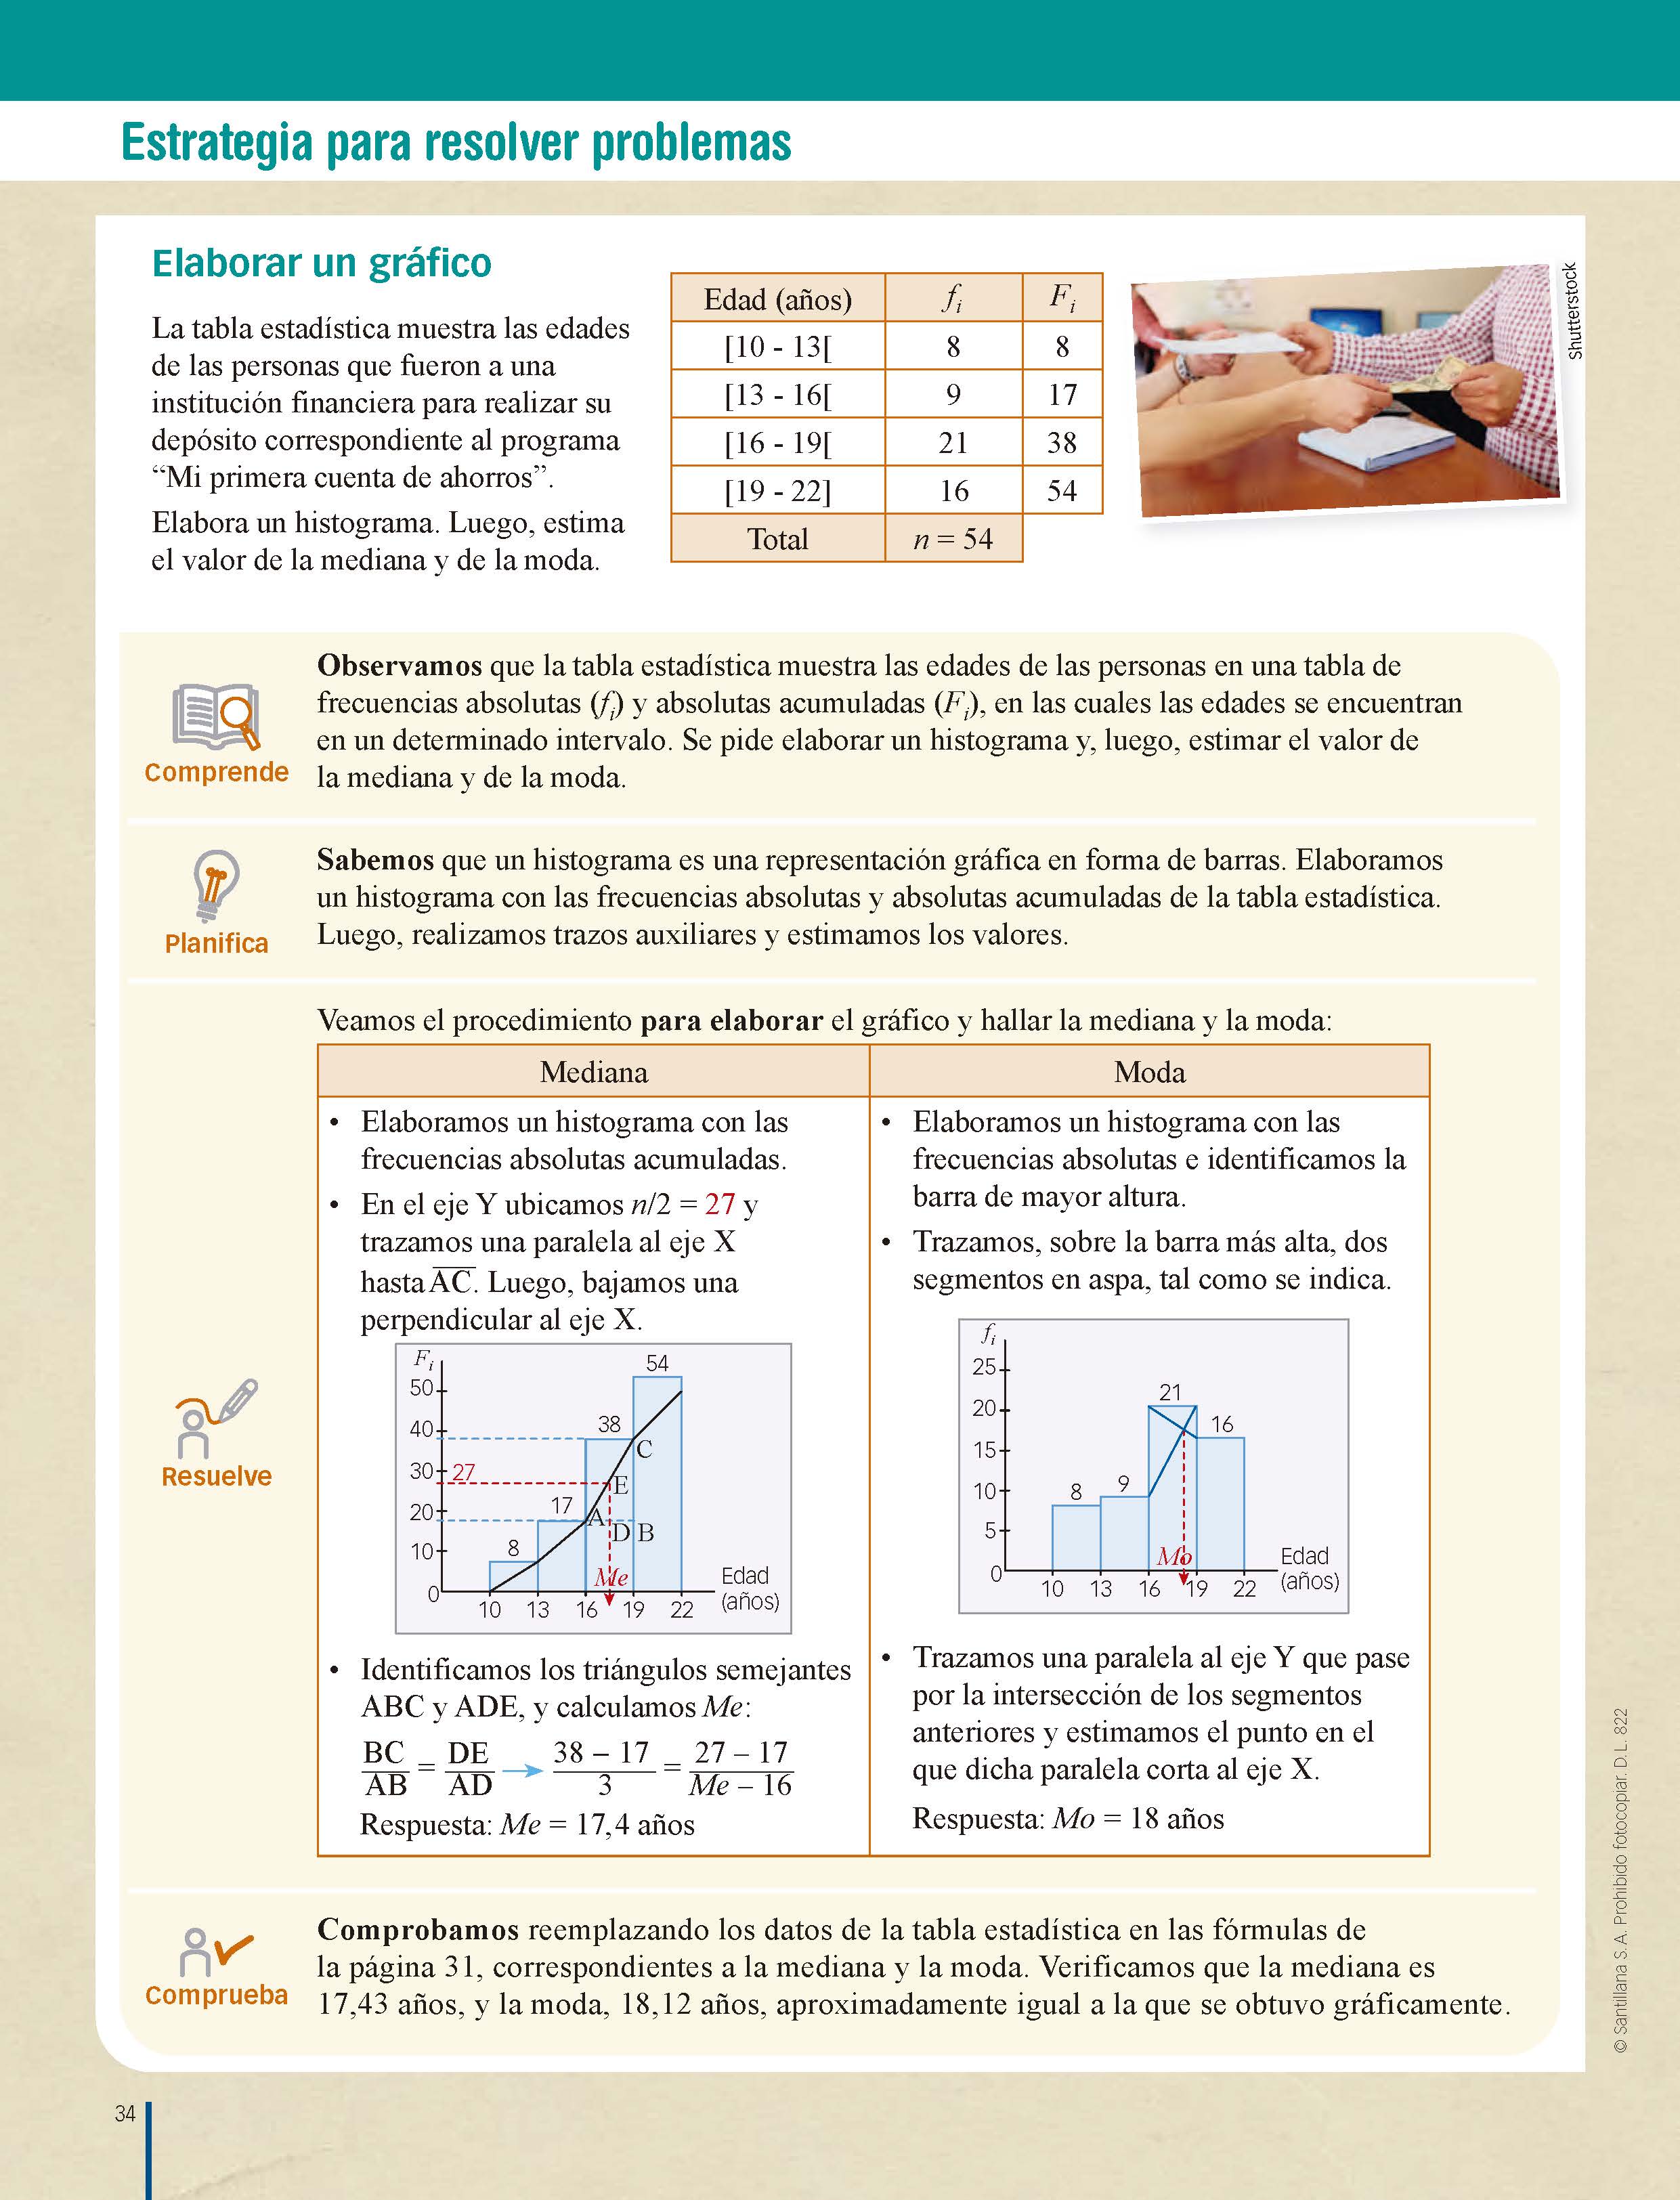 Estrategia para resolver problemas
Elaborar un gráfico
La tabla estadística muestra las edades
de las personas que fueron a una
institución financiera para realizar su
depósito correspondiente al programa
“Mi primera cuenta de ahorros”.
Elabora un histograma. Luego, estima
el valor de la mediana y de la moda.
Edad (años) fi Fi
[10 - 13[ 8 8
[13 - 16[ 9 17
[16 - 19[ 21 38
[19 - 22] 16 54
Total n = 54
Shutterstock
Comprende
Observamos que la tabla estadística muestra las edades de las personas en una tabla de
frecuencias absolutas (fi) y absolutas acumuladas (Fi), en las cuales las edades se encuentran
en un determinado intervalo. Se pide elaborar un histograma y, luego, estimar el valor de
la mediana y de la moda.
Planifica
Sabemos que un histograma es una representación gráfica en forma de barras. Elaboramos
un histograma con las frecuencias absolutas y absolutas acumuladas de la tabla estadística.
Luego, realizamos trazos auxiliares y estimamos los valores.
Resuelve
Veamos el procedimiento para elaborar el gráfico y hallar la mediana y la moda:
Mediana
• Elaboramos un histograma con las
frecuencias absolutas acumuladas.
• En el eje Y ubicamos n/2 = 27 y
trazamos una paralela al eje X
hasta AC. Luego, bajamos una
perpendicular al eje X.
Fi
50
40
30
20
10
0
27
8
17
38
54
A
B
C
D
E
Me
10 13 16 19 22
Edad
(años)
• Identificamos los triángulos semejantes
ABC y ADE, y calculamos Me:
BC/AB = DE/AD → 38 – 17/3 = 27 – 17/Me – 16
Respuesta: Me = 17,4 años
Moda
• Elaboramos un histograma con las
frecuencias absolutas e identificamos la
barra de mayor altura.
• Trazamos, sobre la barra más alta, dos
segmentos en aspa, tal como se indica.
fi
25
20
15
10
5
0
8
9
21
16
Mo
10 13 16 19 22
Edad
(años)
• Trazamos una paralela al eje Y que pase
por la intersección de los segmentos
anteriores y estimamos el punto en el
que dicha paralela corta al eje X.
Respuesta: Mo = 18 años
Comprueba
Comprobamos reemplazando los datos de la tabla estadística en las fórmulas de
la página 31, correspondientes a la mediana y la moda. Verificamos que la mediana es
17,43 años, y la moda, 18,12 años, aproximadamente igual a la que se obtuvo gráficamente.
© Santillana S. A. Prohibido fotocopiar. D. L. 822
34